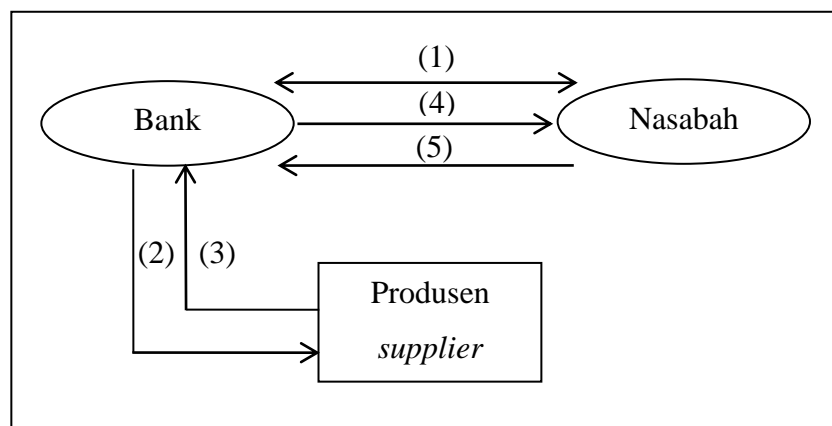 (1)
Bank
(4)
Nasabah
(5)
(2)
(3)
Produsen
supplier